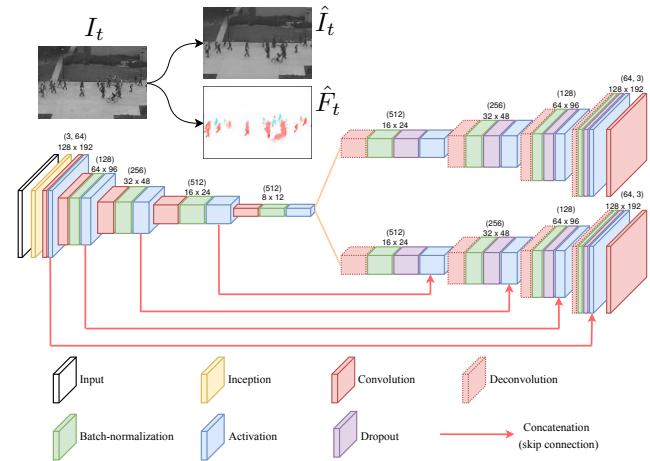 I_t
Î_t
F̂_t
(3, 64)
128 x 192
(128)
64 x 96
(256)
32 x 48
(512)
16 x 24
(512)
8 x 12
(512)
16 x 24
(256)
32 x 48
(128)
64 x 96
(64, 3)
128 x 192
(512)
16 x 24
(256)
32 x 48
(128)
64 x 96
(64, 3)
128 x 192
Input
Inception
Convolution
Deconvolution
Batch-normalization
Activation
Dropout
Concatenation
(skip connection)